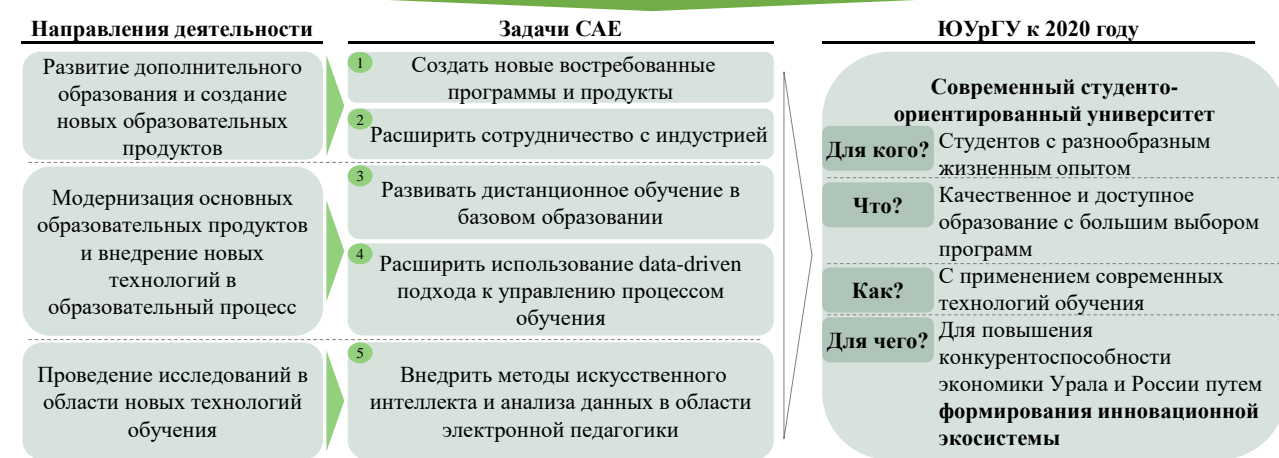 Направления деятельности
Развитие дополнительного
образования и создание
новых образовательных
продуктов
Модернизация основных
образовательных продуктов
и внедрение новых
технологий в
образовательный процесс
Проведение исследований в
области новых технологий
обучения
Задачи САЕ
1
Создать новые востребованные
программы и продукты
2
Расширить сотрудничество с индустрией
3
Развивать дистанционное обучение в
базовом образовании
4
Расширить использование data-driven
подхода к управлению процессом
обучения
5
Внедрить методы искусственного
интеллекта и анализа данных в области
электронной педагогики
ЮУрГУ к 2020 году
Современный студенто-
ориентированный университет
Для кого?
Студентов с разнообразным
жизненным опытом
Что?
Качественное и доступное
образование с большим выбором
программ
Как?
С применением современных
технологий обучения
Для чего?
Для повышения
конкурентоспособности
экономики Урала и России путем
формирования инновационной
экосистемы